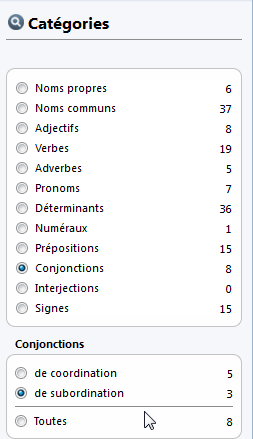 Catégories
Noms propres 6
Noms communs 37
Adjectifs 8
Verbes 19
Adverbes 5
Pronoms 7
Déterminants 36
Numéraux 1
Prépositions 15
Conjonctions 8
Interjections 0
Signes 15
Conjonctions
de coordination 5
de subordination 3
Toutes 8